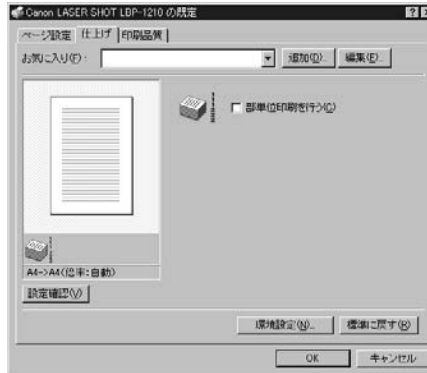 Canon LASER SHOT LBP-1210 の既定
ページ設定 仕上げ 印刷品質
お気に入り(F): 追加(D)... 編集(E)...
部単位印刷を行う(C)
A4->A4(倍率:自動)
設定確認(V)
環境設定(N)... 標準に戻す(R)
OK キャンセル